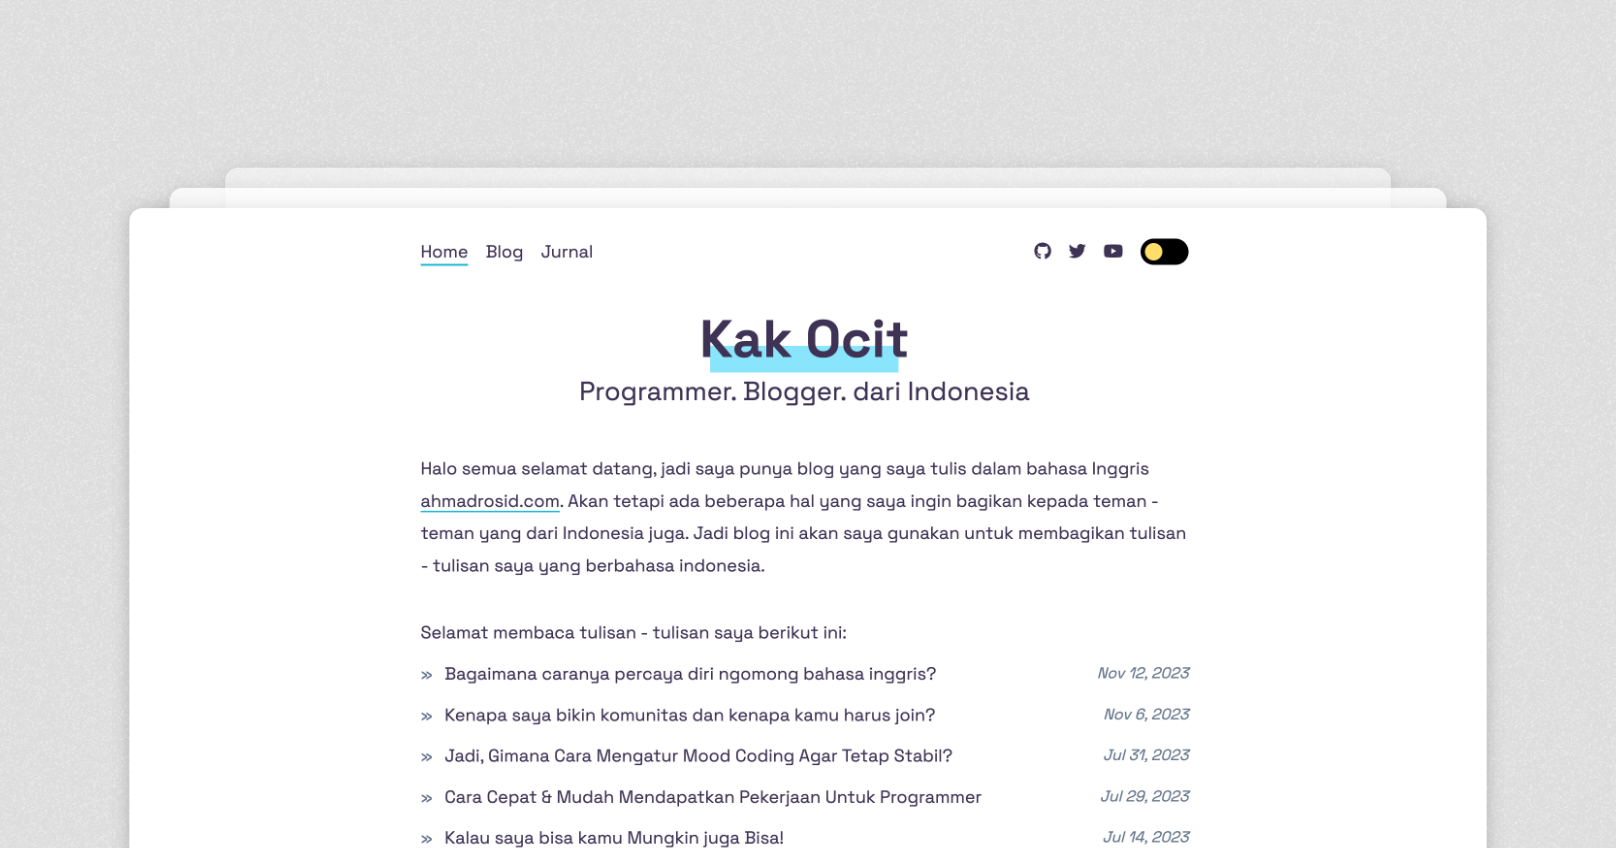 Home Blog Jurnal
Kak Ocit
Programmer. Blogger. dari Indonesia
Halo semua selamat datang, jadi saya punya blog yang saya tulis dalam bahasa Inggris
ahmadrosid.com. Akan tetapi ada beberapa hal yang saya ingin bagikan kepada teman -
teman yang dari Indonesia juga. Jadi blog ini akan saya gunakan untuk membagikan tulisan
- tulisan saya yang berbahasa indonesia.
Selamat membaca tulisan - tulisan saya berikut ini:
» Bagaimana caranya percaya diri ngomong bahasa inggris? Nov 12, 2023
» Kenapa saya bikin komunitas dan kenapa kamu harus join? Nov 6, 2023
» Jadi, Gimana Cara Mengatur Mood Coding Agar Tetap Stabil? Jul 31, 2023
» Cara Cepat & Mudah Mendapatkan Pekerjaan Untuk Programmer Jul 29, 2023
» Kalau saya bisa kamu Mungkin juga Bisa! Jul 14, 2023